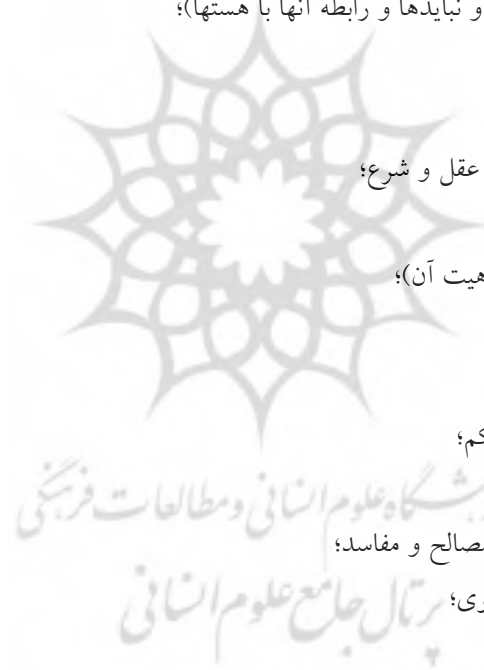 و نبایدها و رابطه آنها با هستها)؛
عقل و شرع؛
هیت آن)؛
کم؛
شگاه علوم انسانی و مطالعات فرهنگی
صالح و مفاسد؛
ری؛
پرتال جامع علوم انسانی